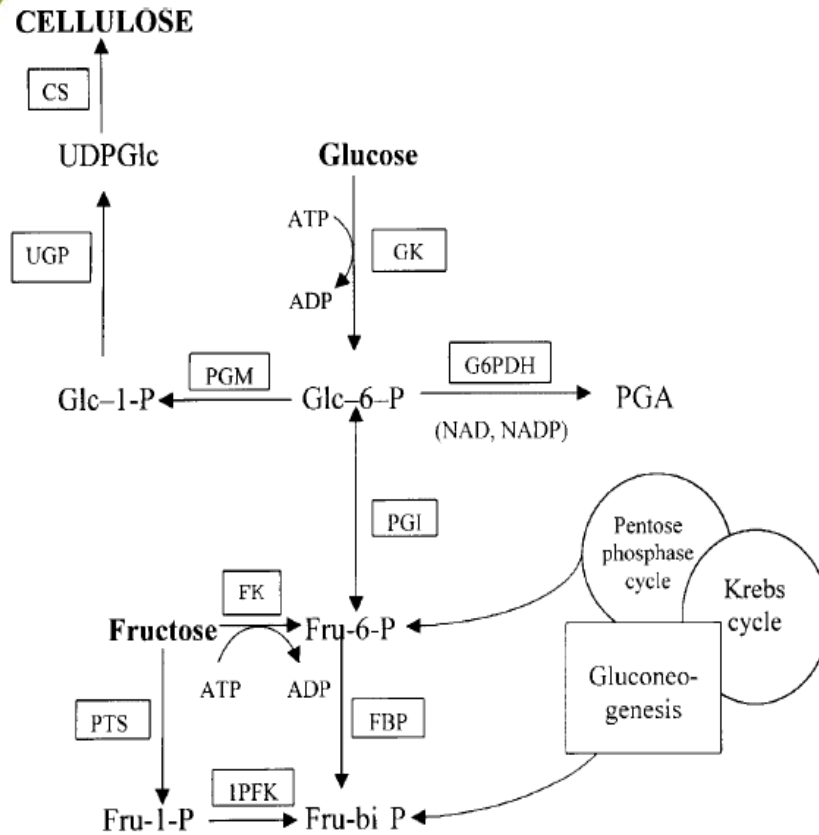 CELLULOSE
CS
UDPGlc
Glucose
ATP
UGP
GK
ADP
PGM
G6PDH
Glc–1-P
Glc–6–P
PGA
(NAD, NADP)
PGI
Pentose
phosphase
cycle
Krebs
cycle
FK
Fructose
Fru-6-P
Gluconeo-
genesis
ATP
ADP
PTS
FBP
1PFK
Fru-1-P
Fru-bi P